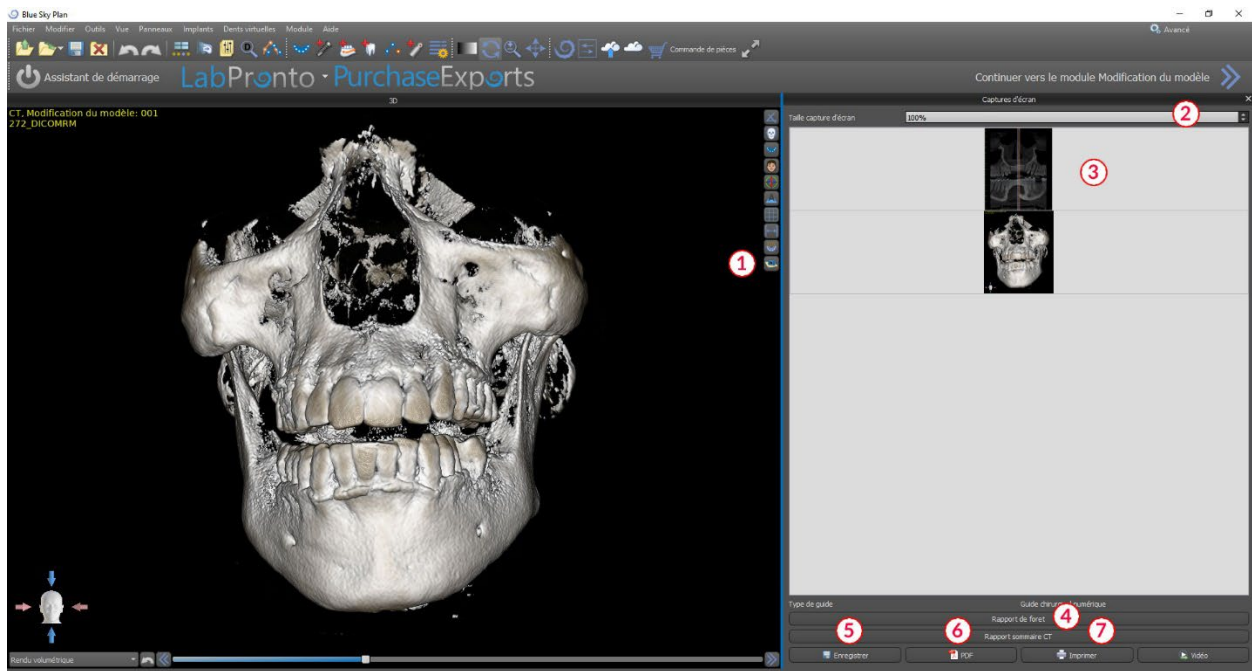 Blue Sky Plan
Fichier Modifier Outils Vue Panneaux Implants Dents virtuelles Module Aide
Avancé
Commande de pièces
Assistant de démarrage
LabPronto PurchaseExports
Continuer vers le module Modification du modèle
3D
Captures d'écran
CT, Modification du modèle: 001
272_DICOMRM
Taille capture d'écran 100%
2
3
1
Type de guide Guide chirurgical numérique
Rapport de foret
4
Rapport sommaire CT
5 6 7
Enregistrer PDF Imprimer Vidéo
Rendu volumétrique